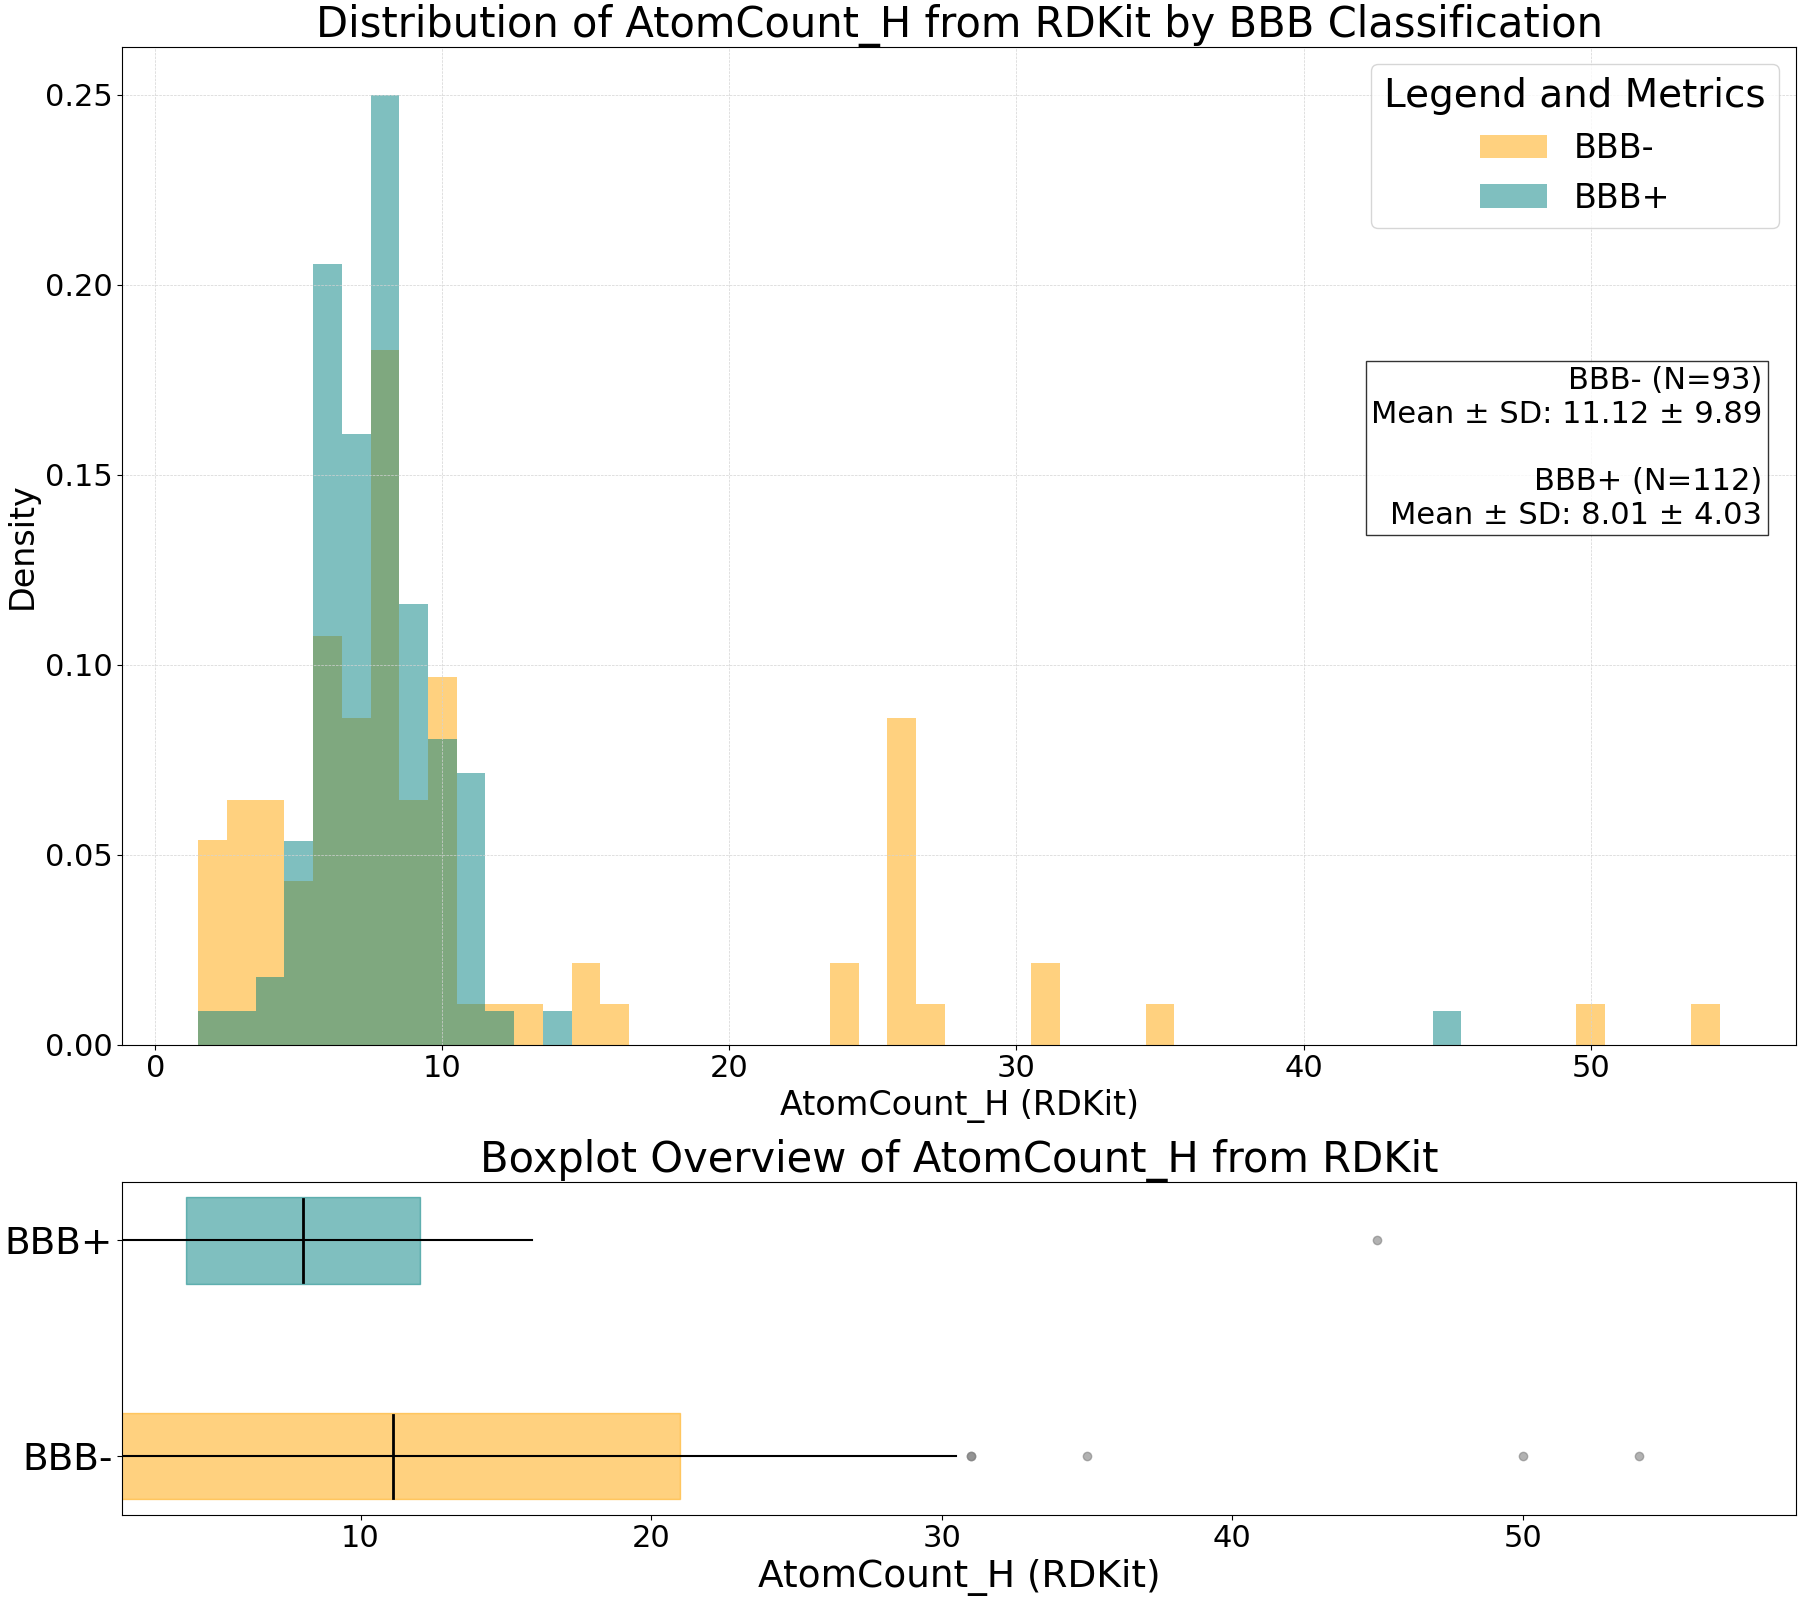 Distribution of AtomCount_H from RDKit by BBB Classification
Legend and Metrics
BBB-
BBB+
BBB- (N=93)
Mean ± SD: 11.12 ± 9.89
BBB+ (N=112)
Mean ± SD: 8.01 ± 4.03
Density
0.25
0.20
0.15
0.10
0.05
0.00
0 10 20 30 40 50
AtomCount_H (RDKit)
Boxplot Overview of AtomCount_H from RDKit
BBB+
BBB-
10 20 30 40 50
AtomCount_H (RDKit)